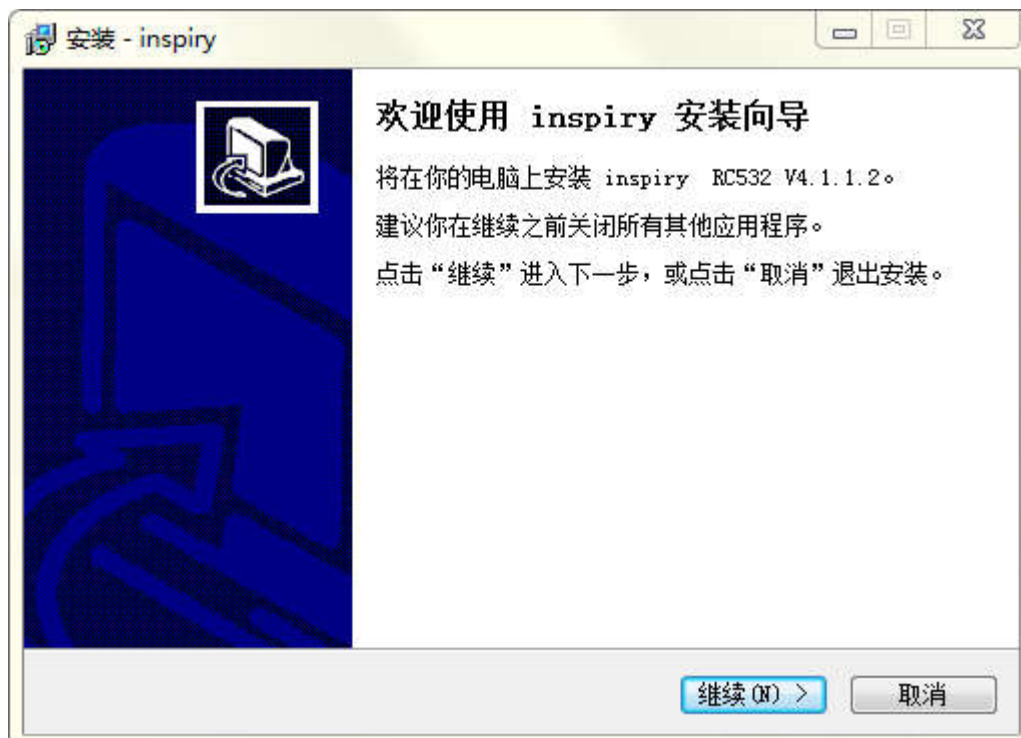 安装 - inspiry
欢迎使用 inspiry 安装向导
将在你的电脑上安装 inspiry RC532 V4.1.1.2。
建议你在继续之前关闭所有其他应用程序。
点击“继续”进入下一步，或点击“取消”退出安装。
继续(N) >
取消